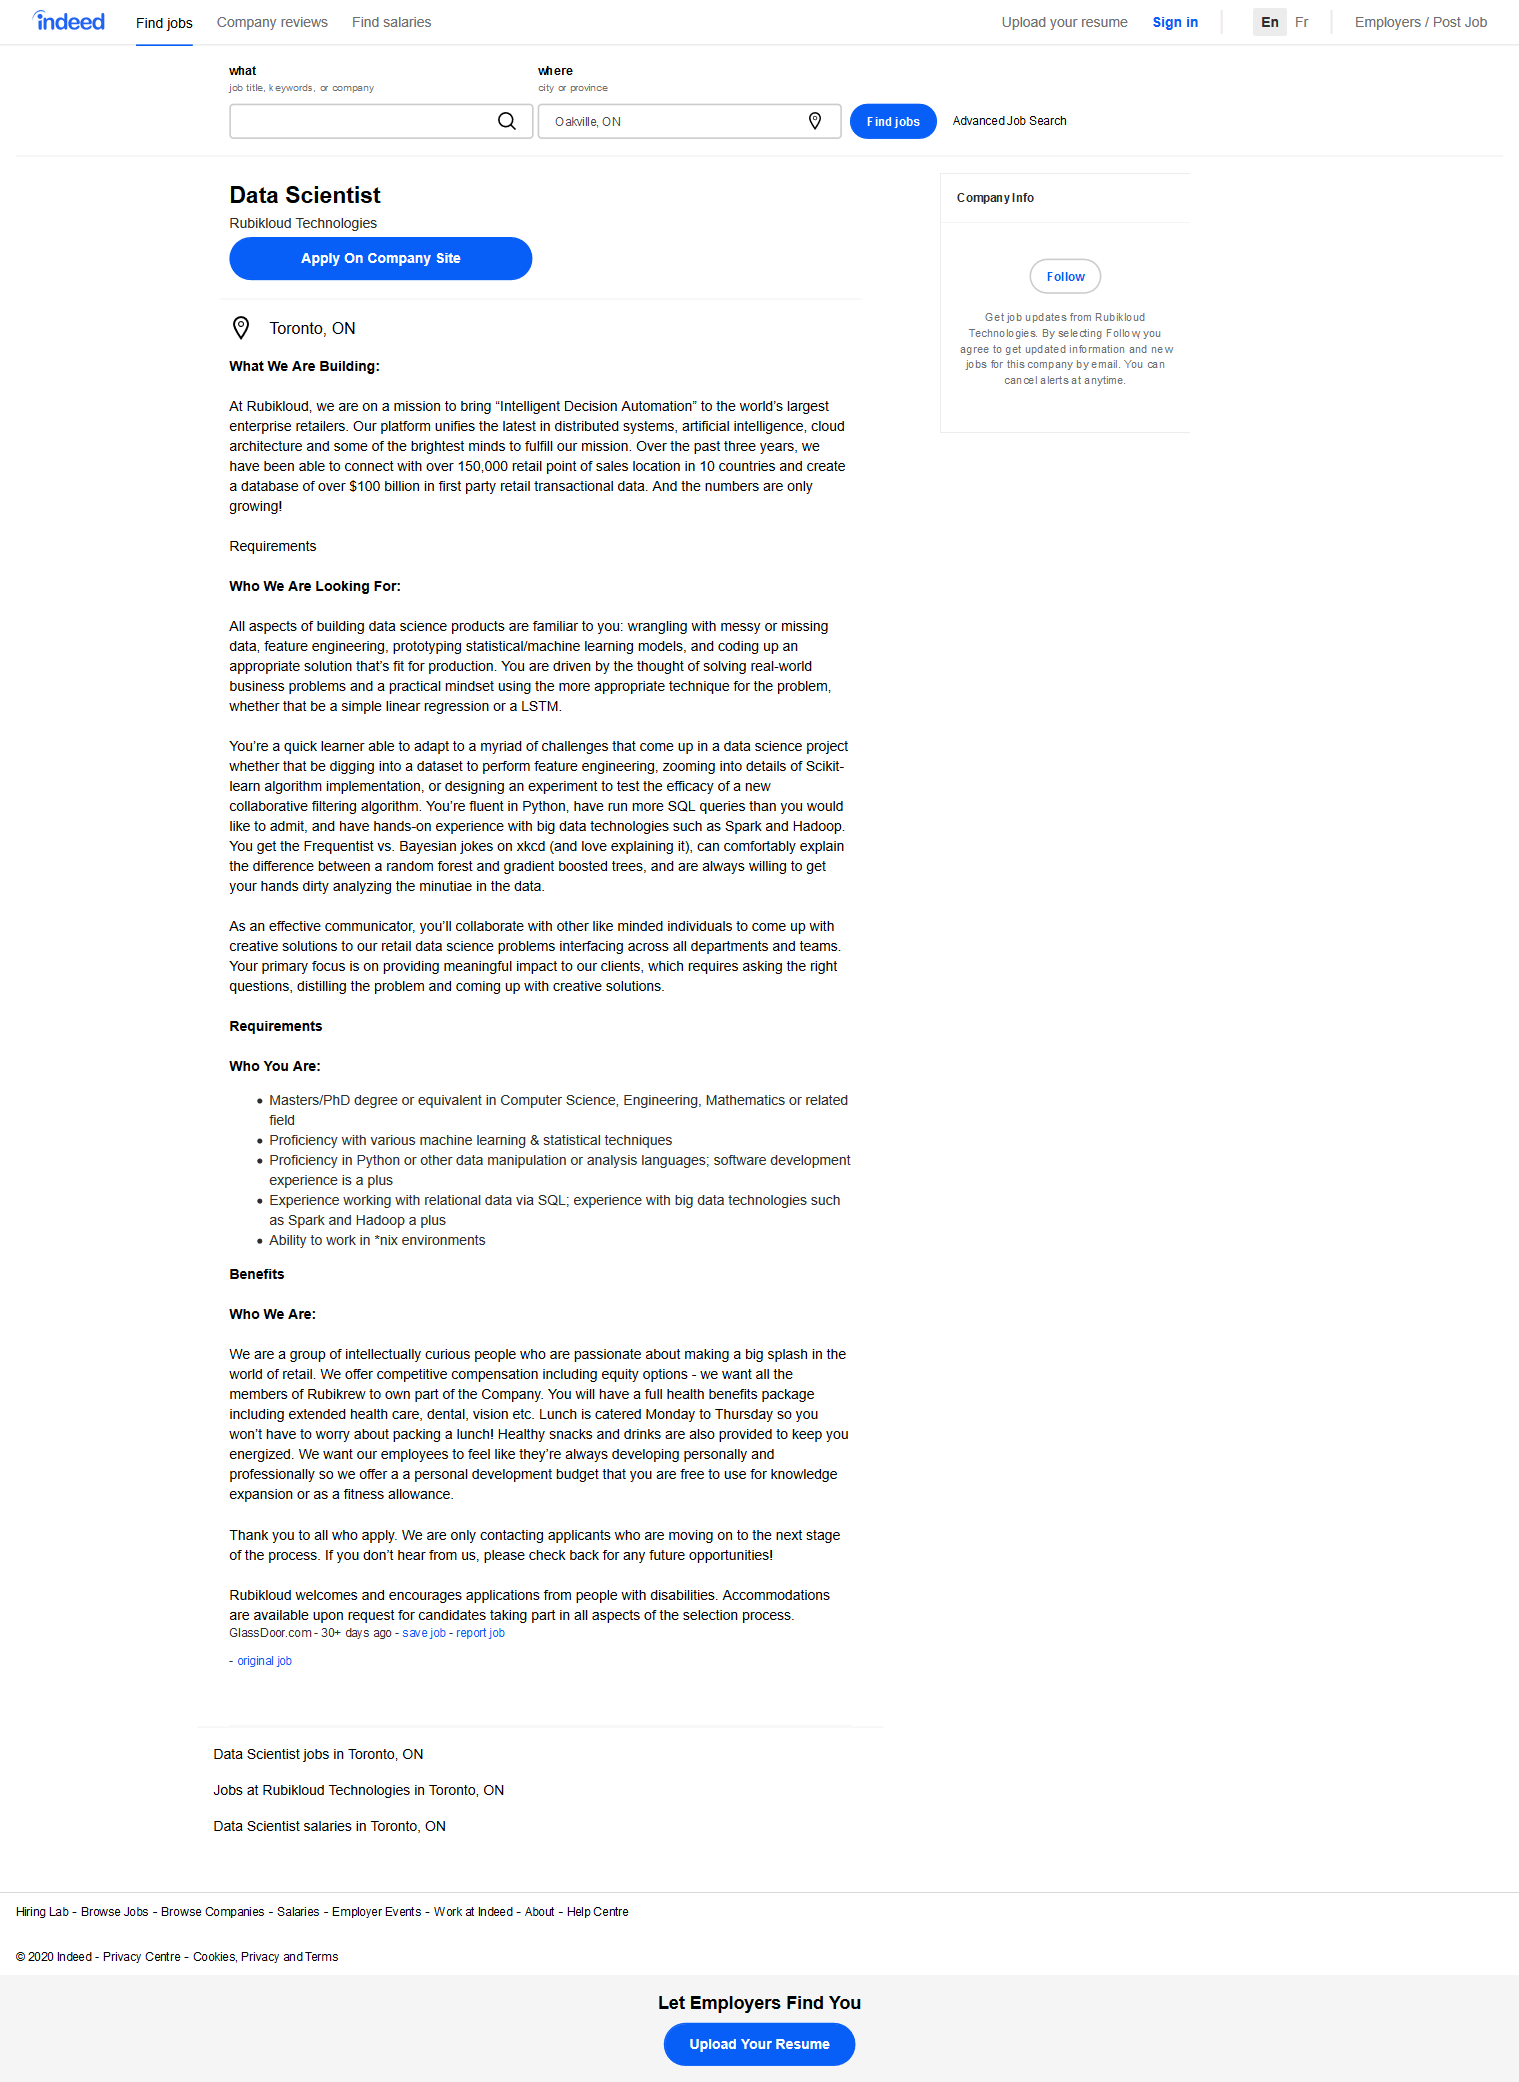 indeed
Find jobs
Company reviews
Find salaries
Upload your resume
Sign in
En
Fr
Employers / Post Job
what
job title, keywords, or company
where
city or province
Oakville, ON
Find jobs
Advanced Job Search
Data Scientist
Rubikloud Technologies
Apply On Company Site
Toronto, ON
What We Are Building:
At Rubikloud, we are on a mission to bring “Intelligent Decision Automation” to the world’s largest
enterprise retailers. Our platform unifies the latest in distributed systems, artificial intelligence, cloud
architecture and some of the brightest minds to fulfill our mission. Over the past three years, we
have been able to connect with over 150,000 retail point of sales location in 10 countries and create
a database of over $100 billion in first party retail transactional data. And the numbers are only
growing!
Requirements
Who We Are Looking For:
All aspects of building data science products are familiar to you: wrangling with messy or missing
data, feature engineering, prototyping statistical/machine learning models, and coding up an
appropriate solution that’s fit for production. You are driven by the thought of solving real-world
business problems and a practical mindset using the more appropriate technique for the problem,
whether that be a simple linear regression or a LSTM.
You’re a quick learner able to adapt to a myriad of challenges that come up in a data science project
whether that be digging into a dataset to perform feature engineering, zooming into details of Scikit-
learn algorithm implementation, or designing an experiment to test the efficacy of a new
collaborative filtering algorithm. You’re fluent in Python, have run more SQL queries than you would
like to admit, and have hands-on experience with big data technologies such as Spark and Hadoop.
You get the Frequentist vs. Bayesian jokes on xkcd (and love explaining it), can comfortably explain
the difference between a random forest and gradient boosted trees, and are always willing to get
your hands dirty analyzing the minutiae in the data.
As an effective communicator, you’ll collaborate with other like minded individuals to come up with
creative solutions to our retail data science problems interfacing across all departments and teams.
Your primary focus is on providing meaningful impact to our clients, which requires asking the right
questions, distilling the problem and coming up with creative solutions.
Requirements
Who You Are:
• Masters/PhD degree or equivalent in Computer Science, Engineering, Mathematics or related
field
• Proficiency with various machine learning & statistical techniques
• Proficiency in Python or other data manipulation or analysis languages; software development
experience is a plus
• Experience working with relational data via SQL; experience with big data technologies such
as Spark and Hadoop a plus
• Ability to work in *nix environments
Benefits
Who We Are:
We are a group of intellectually curious people who are passionate about making a big splash in the
world of retail. We offer competitive compensation including equity options - we want all the
members of Rubikrew to own part of the Company. You will have a full health benefits package
including extended health care, dental, vision etc. Lunch is catered Monday to Thursday so you
won’t have to worry about packing a lunch! Healthy snacks and drinks are also provided to keep you
energized. We want our employees to feel like they’re always developing personally and
professionally so we offer a a personal development budget that you are free to use for knowledge
expansion or as a fitness allowance.
Thank you to all who apply. We are only contacting applicants who are moving on to the next stage
of the process. If you don’t hear from us, please check back for any future opportunities!
Rubikloud welcomes and encourages applications from people with disabilities. Accommodations
are available upon request for candidates taking part in all aspects of the selection process.
GlassDoor.com - 30+ days ago - save job - report job
- original job
Company Info
Follow
Get job updates from Rubikloud
Technologies. By selecting Follow, you
agree to get updated information and new
jobs for this company by email. You can
cancel alerts at anytime.
Data Scientist jobs in Toronto, ON
Jobs at Rubikloud Technologies in Toronto, ON
Data Scientist salaries in Toronto, ON
Hiring Lab - Browse Jobs - Browse Companies - Salaries - Employer Events - Work at Indeed - About - Help Centre
© 2020 Indeed - Privacy Centre - Cookies, Privacy and Terms
Let Employers Find You
Upload Your Resume